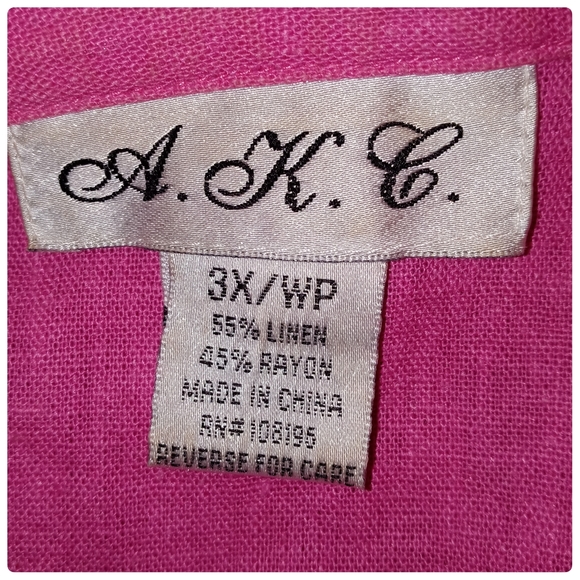 A. K. C.
3X/WP
55% LINEN
45% RAYON
MADE IN CHINA
RN# 108195
REVERSE FOR CARE